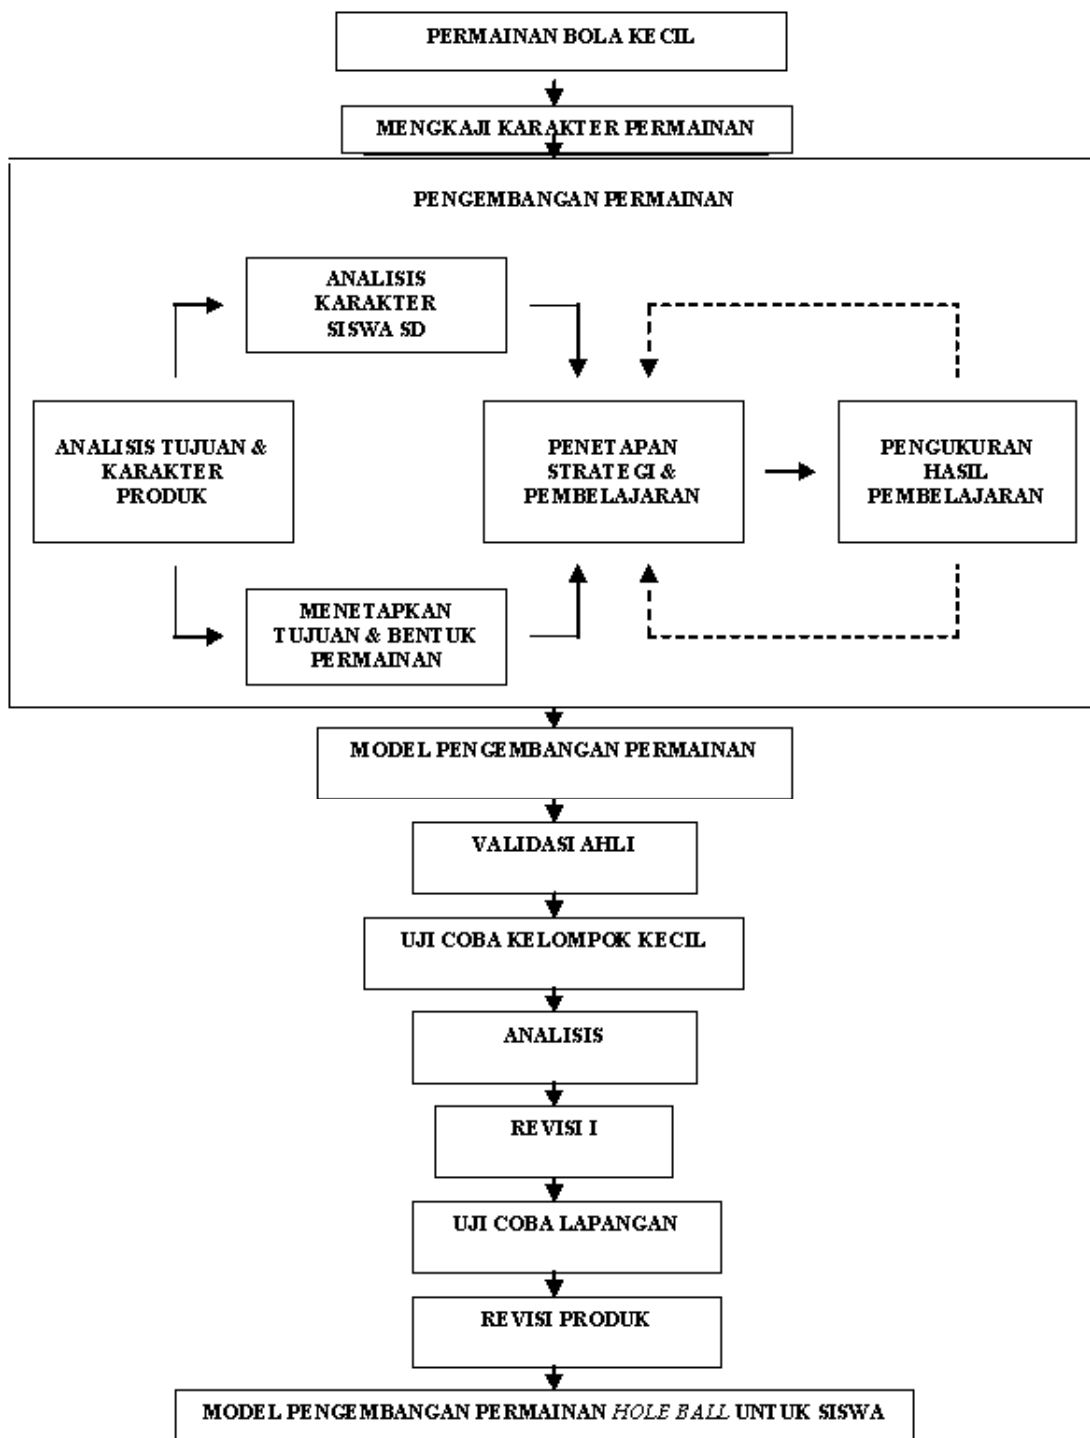 PERMAINAN BOLA KECIL
MENGKAJI KARAKTER PERMAINAN
PENGEMBANGAN PERMAINAN
ANALISIS
KARAKTER
SISWA SD
ANALISIS TUJUAN &
KARAKTER
PRODUK
PENETAPAN
STRATEGI &
PEMBELAJARAN
PENGUKURAN
HASIL
PEMBELAJARAN
MENETAPKAN
TUJUAN & BENTUK
PERMAINAN
MODEL PENGEMBANGAN PERMAINAN
VALIDASI AHLI
UJI COBA KELOMPOK KECIL
ANALISIS
REVISI I
UJI COBA LAPANGAN
REVISI PRODUK
MODEL PENGEMBANGAN PERMAINAN HOLE BALL UNTUK SISWA